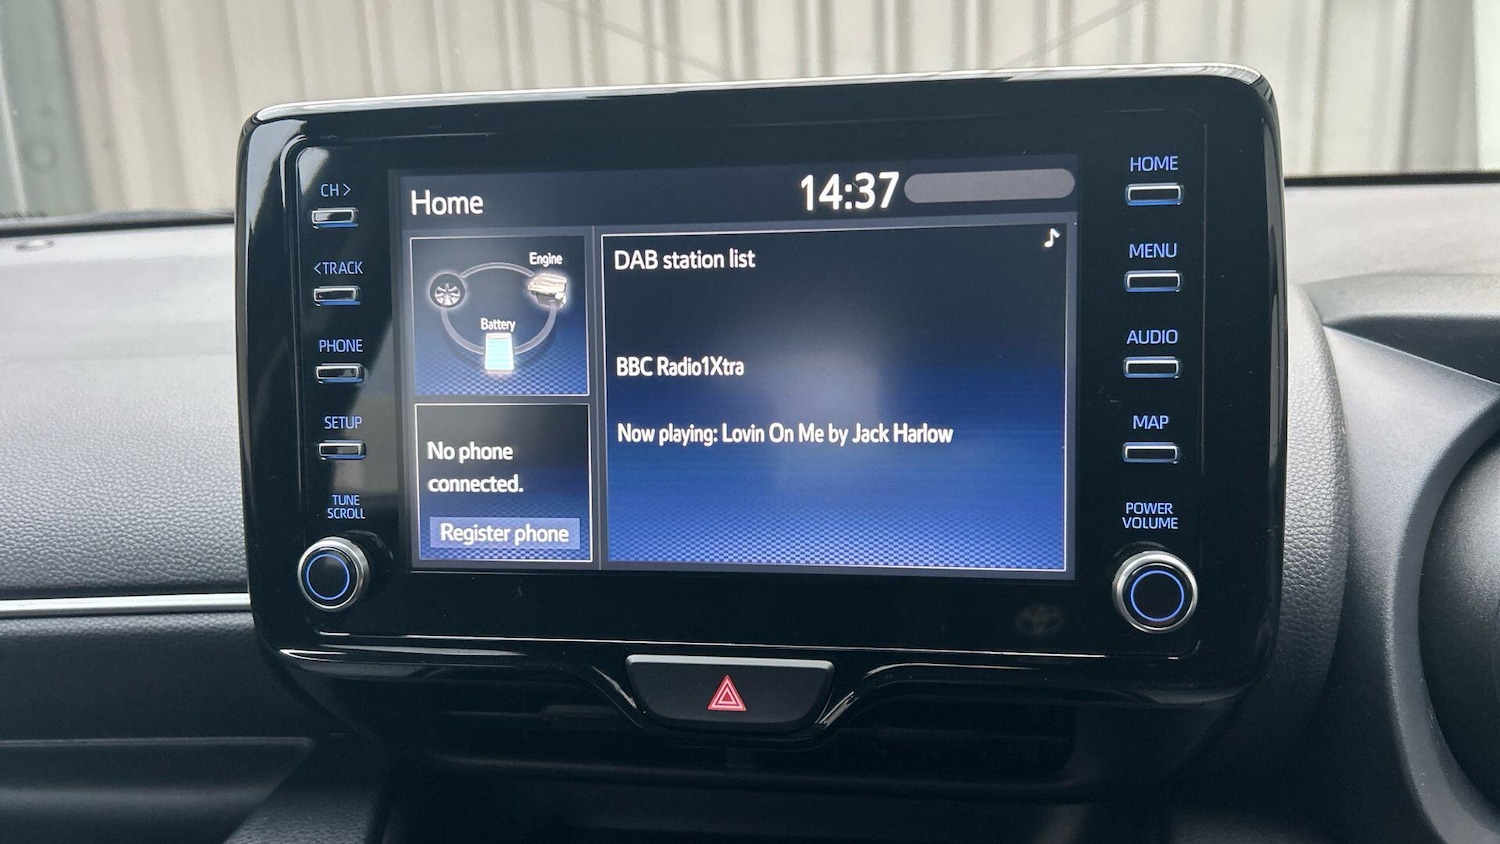 CH >
< TRACK
PHONE
SETUP
TUNE
SCROLL
Home
14:37
Engine
Battery
No phone
connected.
Register phone
DAB station list
BBC Radio1Xtra
Now playing: Lovin On Me by Jack Harlow
HOME
MENU
AUDIO
MAP
POWER
VOLUME